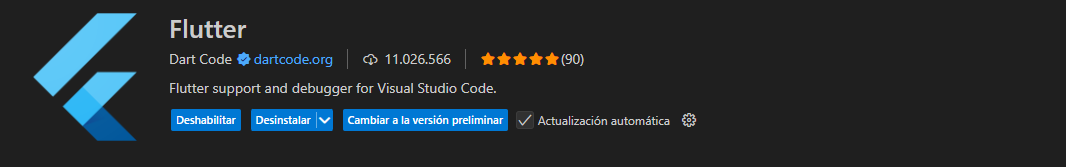 Flutter
Dart Code dartcode.org 11.026.566 (90)
Flutter support and debugger for Visual Studio Code.
Deshabilitar Desinstalar Cambiar a la versión preliminar Actualización automática